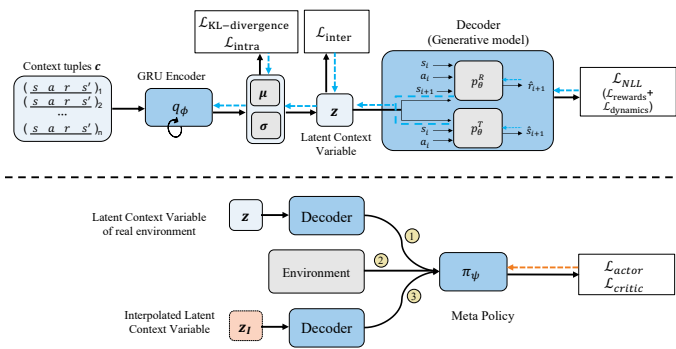 Context tuples c
( s a r s′ )1
( s a r s′ )2
...
( s a r s′ )n
GRU Encoder
qϕ
ℒKL−divergence
ℒintra
μ
σ
ℒinter
z
Latent Context
Variable
Decoder
(Generative model)
si
ai
si+1
pθR
r̂i+1
si
ai
pθT
ŝi+1
ℒNLL
(ℒrewards+
ℒdynamics)
Latent Context Variable
of real environment
z
Decoder
1
Environment
2
3
Interpolated Latent
Context Variable
zI
Decoder
πψ
Meta Policy
ℒactor
ℒcritic